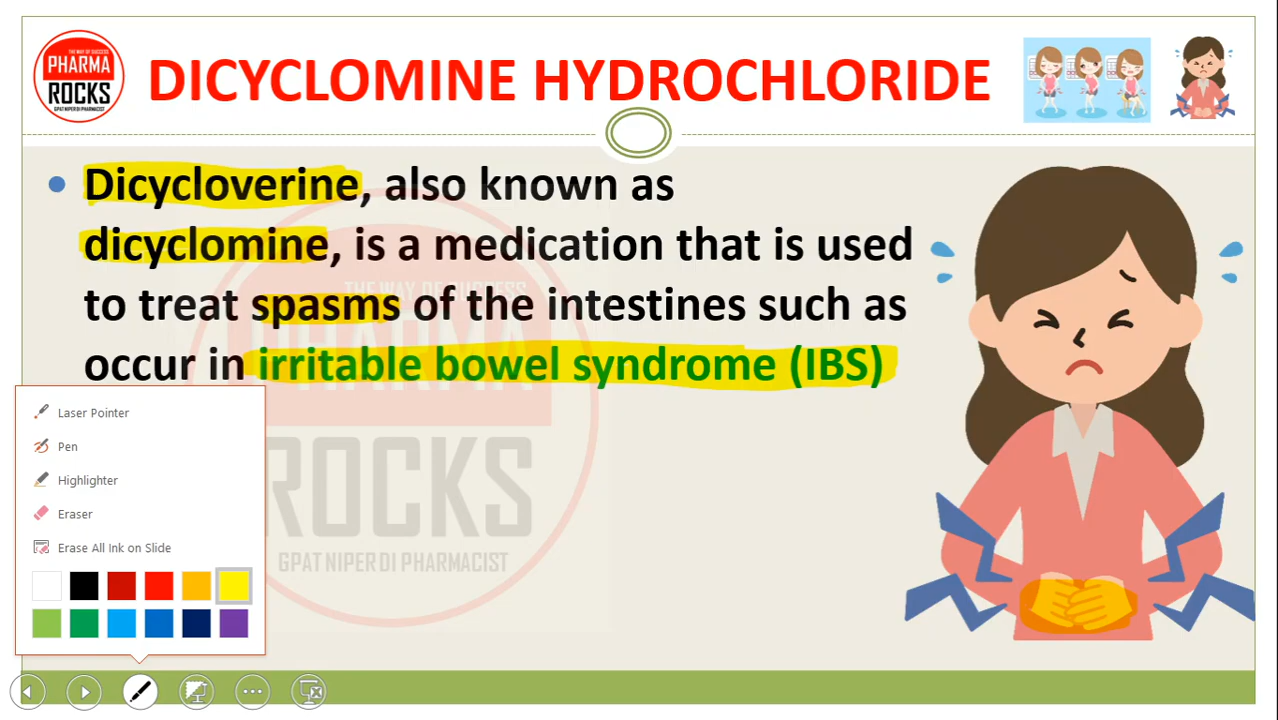 THE WAY OF SUCCESS
PHARMA
ROCKS
GPAT NIPER DI PHARMACIST
DICYCLOMINE HYDROCHLORIDE
• Dicycloverine, also known as
dicyclomine, is a medication that is used
to treat spasms of the intestines such as
occur in irritable bowel syndrome (IBS)
THE WAY OF SUCCESS
PHARMA
ROCKS
GPAT NIPER DI PHARMACIST
Laser Pointer
Pen
Highlighter
Eraser
Erase All Ink on Slide